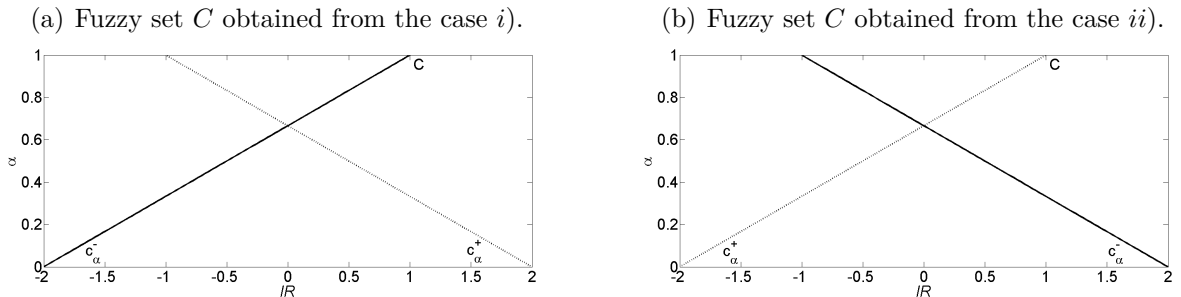 (a) Fuzzy set C obtained from the case i).
1
0.8
0.6
0.4
0.2
0
α
C
c⁻α
c⁺α
-2 -1.5 -1 -0.5 0 0.5 1 1.5 2
IR
(b) Fuzzy set C obtained from the case ii).
1
0.8
0.6
0.4
0.2
0
α
C
c⁺α
c⁻α
-2 -1.5 -1 -0.5 0 0.5 1 1.5 2
IR